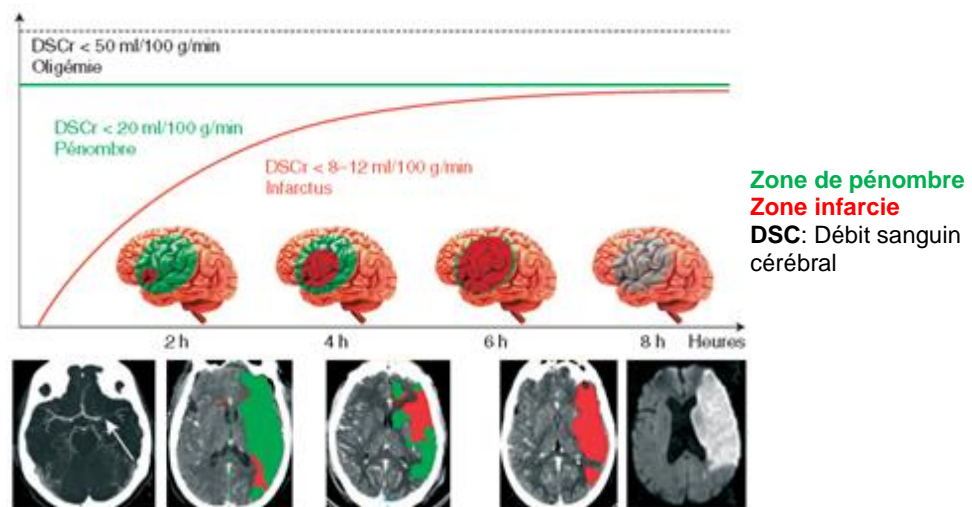 DSCr < 50 ml/100 g/min
Oligémie
DSCr < 20 ml/100 g/min
Pénombre
DSCr < 8–12 ml/100 g/min
Infarctus
Zone de pénombre
Zone infarcie
DSC: Débit sanguin
cérébral
2 h 4 h 6 h 8 h Heures